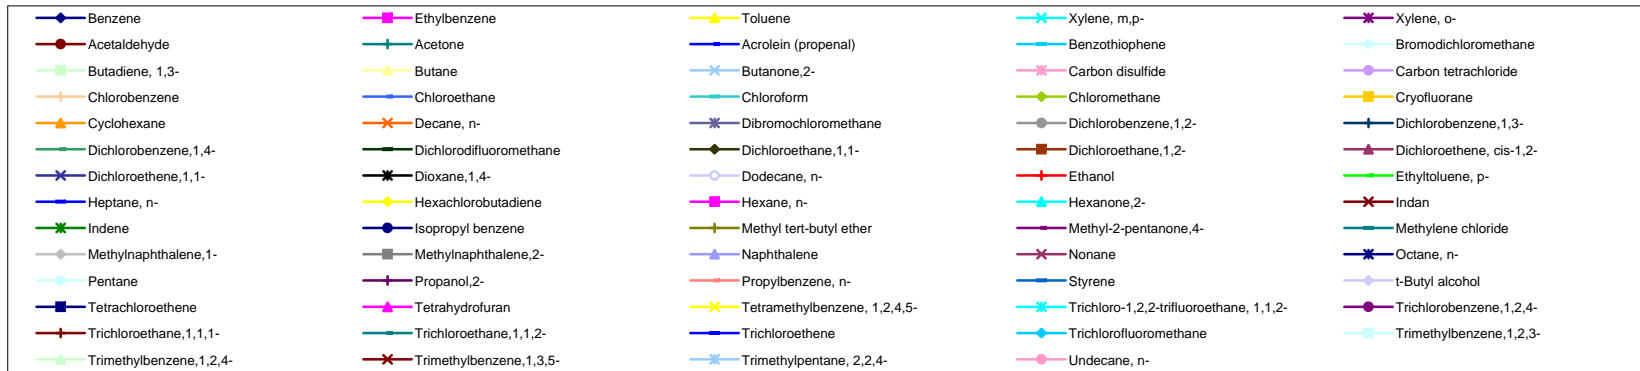 Benzene Ethylbenzene Toluene Xylene, m,p- Xylene, o-
Acetaldehyde Acetone Acrolein (propenal) Benzothiophene Bromodichloromethane
Butadiene, 1,3- Butane Butanone,2- Carbon disulfide Carbon tetrachloride
Chlorobenzene Chloroethane Chloroform Chloromethane Cryofluorane
Cyclohexane Decane, n- Dibromochloromethane Dichlorobenzene,1,2- Dichlorobenzene,1,3-
Dichlorobenzene,1,4- Dichlorodifluoromethane Dichloroethane,1,1- Dichloroethane,1,2- Dichloroethene, cis-1,2-
Dichloroethene,1,1- Dioxane,1,4- Dodecane, n- Ethanol Ethyltoluene, p-
Heptane, n- Hexachlorobutadiene Hexane, n- Hexanone,2- Indan
Indene Isopropyl benzene Methyl tert-butyl ether Methyl-2-pentanone,4- Methylene chloride
Methylnaphthalene,1- Methylnaphthalene,2- Naphthalene Nonane Octane, n-
Pentane Propanol,2- Propylbenzene, n- Styrene t-Butyl alcohol
Tetrachloroethene Tetrahydrofuran Tetramethylbenzene, 1,2,4,5- Trichloro-1,2,2-trifluoroethane, 1,1,2- Trichlorobenzene,1,2,4-
Trichloroethane,1,1,1- Trichloroethane,1,1,2- Trichloroethene Trichlorofluoromethane Trimethylbenzene,1,2,3-
Trimethylbenzene,1,2,4- Trimethylbenzene,1,3,5- Trimethylpentane, 2,2,4- Undecane, n-